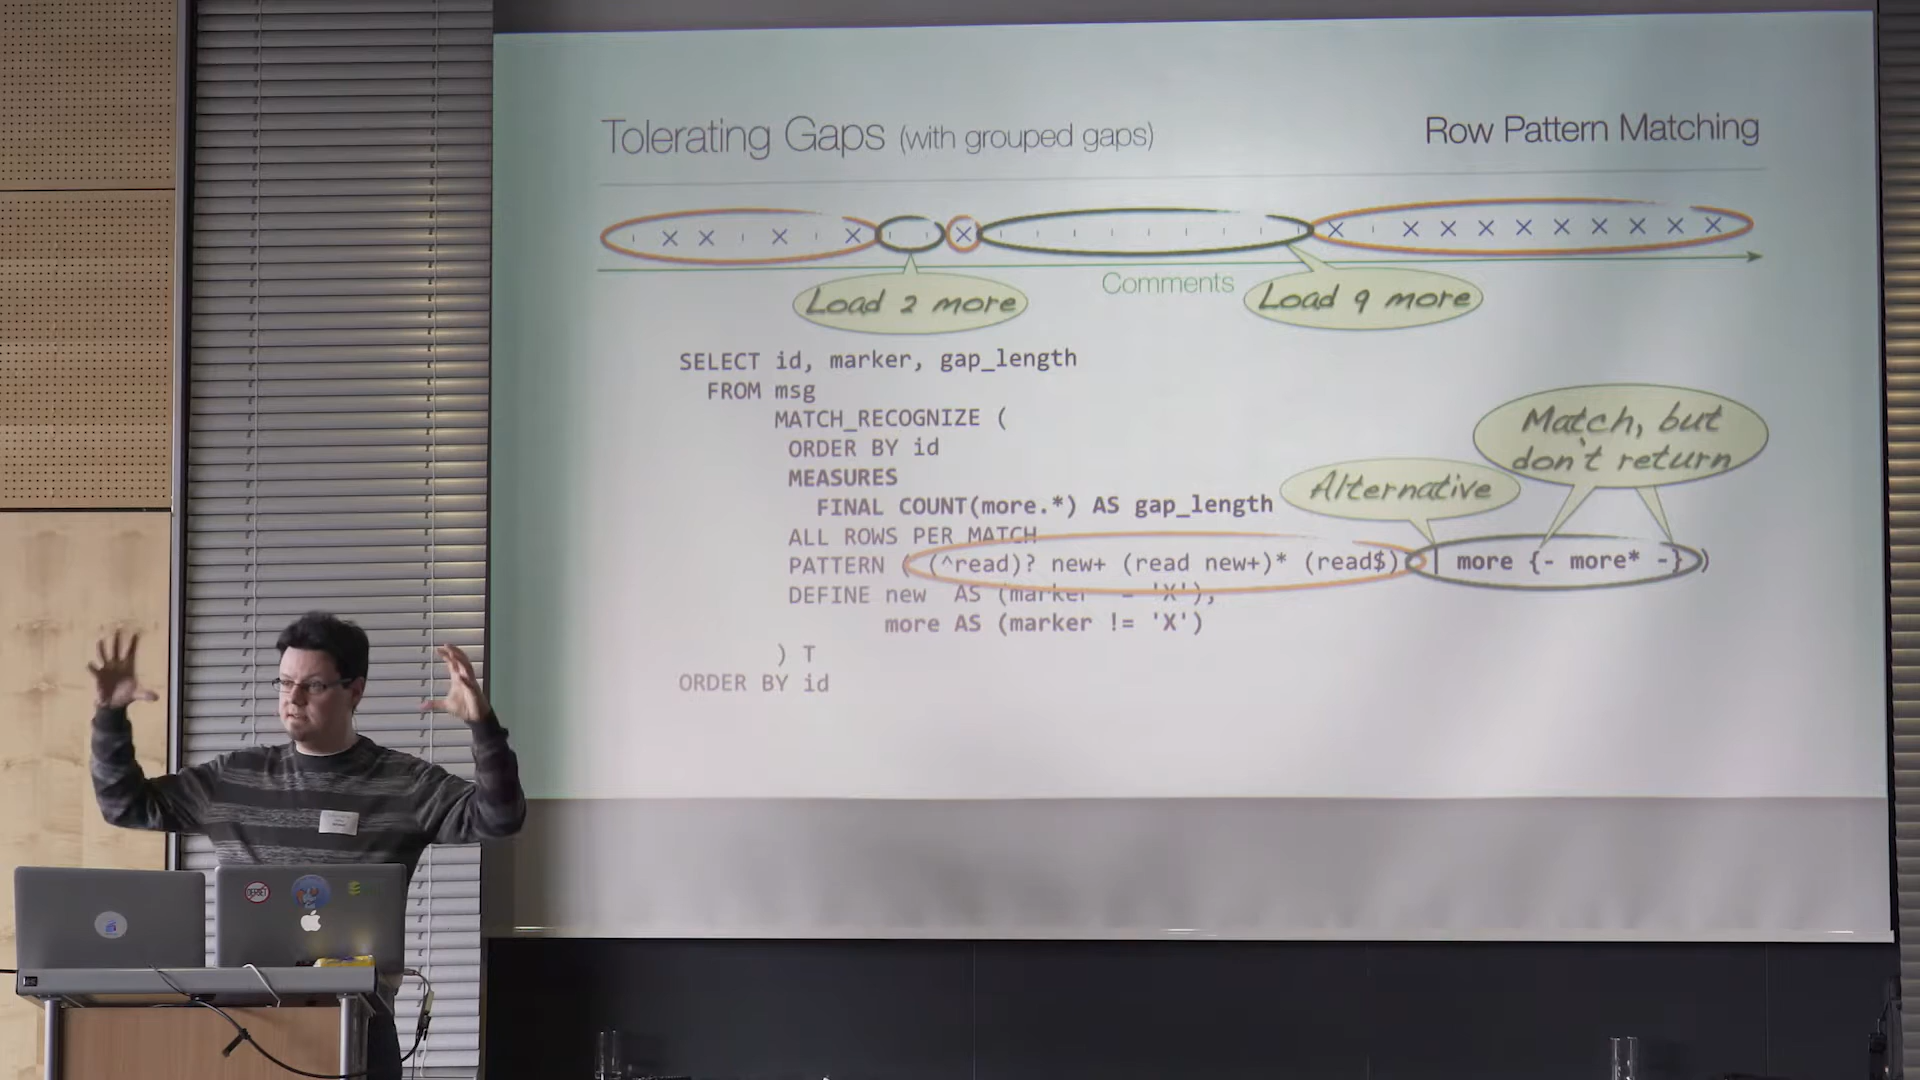 Tolerating Gaps (with grouped gaps)
Row Pattern Matching
Comments
Load 2 more
Load 9 more
SELECT id, marker, gap_length
FROM msg
MATCH_RECOGNIZE (
ORDER BY id
MEASURES
FINAL COUNT(more.*) AS gap_length
ALL ROWS PER MATCH
PATTERN ( (^read)? new+ (read new+)* (read$)? | more {- more* -} )
DEFINE new AS (marker = 'X'),
more AS (marker != 'X')
) T
ORDER BY id
Alternative
Match, but
don't return